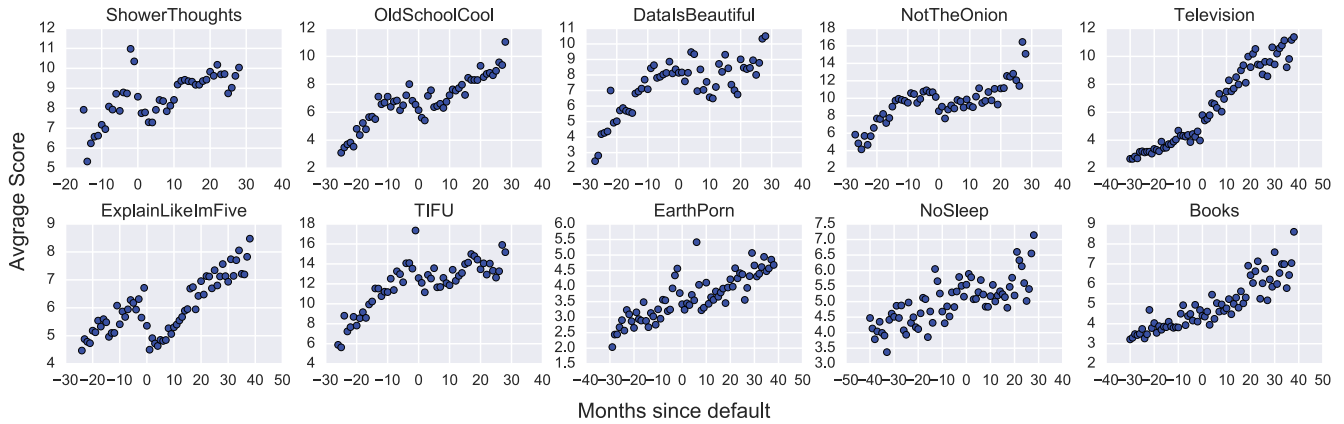 ShowerThoughts OldSchoolCool DataIsBeautiful NotTheOnion Television
12 11 10 9 8 7 6 5
−20 −10 0 10 20 30 40
12 10 8 6 4 2
−30 −20 −10 0 10 20 30 40
11 10 9 8 7 6 5 4 3 2
−30 −20 −10 0 10 20 30 40
18 16 14 12 10 8 6 4 2
−30 −20 −10 0 10 20 30 40
12 10 8 6 4 2
−40 −30 −20 −10 0 10 20 30 40 50
Avgrage Score
ExplainLikeImFive TIFU EarthPorn NoSleep Books
9 8 7 6 5 4
−30 −20 −10 0 10 20 30 40 50
18 16 14 12 10 8 6 4
−30 −20 −10 0 10 20 30 40
6.0 5.5 5.0 4.5 4.0 3.5 3.0 2.5 2.0 1.5
−40 −30 −20 −10 0 10 20 30 40 50
7.5 7.0 6.5 6.0 5.5 5.0 4.5 4.0 3.5 3.0
−50 −40 −30 −20 −10 0 10 20 30 40
9 8 7 6 5 4 3 2
−40 −30 −20 −10 0 10 20 30 40 50
Months since default